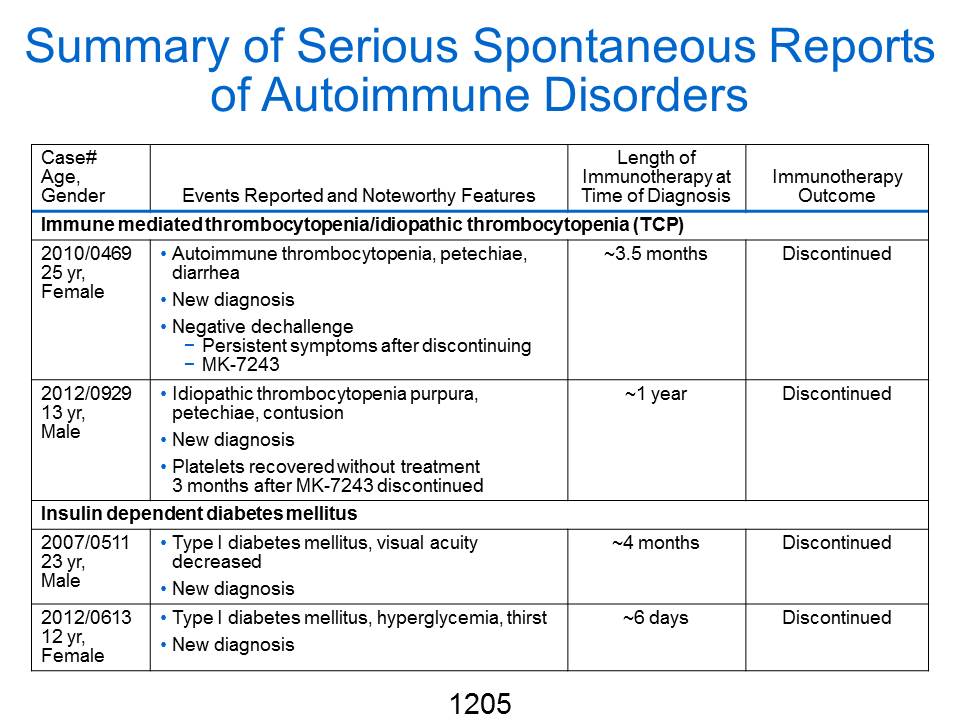 Summary of Serious Spontaneous Reports
of Autoimmune Disorders
Case#
Age,
Gender
Events Reported and Noteworthy Features
Length of
Immunotherapy at
Time of Diagnosis
Immunotherapy
Outcome
Immune mediated thrombocytopenia/idiopathic thrombocytopenia (TCP)
2010/0469
25 yr,
Female
• Autoimmune thrombocytopenia, petechiae,
diarrhea
• New diagnosis
• Negative dechallenge
− Persistent symptoms after discontinuing
− MK-7243
~3.5 months
Discontinued
2012/0929
13 yr,
Male
• Idiopathic thrombocytopenia purpura,
petechiae, contusion
• New diagnosis
• Platelets recovered without treatment
3 months after MK-7243 discontinued
~1 year
Discontinued
Insulin dependent diabetes mellitus
2007/0511
23 yr,
Male
• Type I diabetes mellitus, visual acuity
decreased
• New diagnosis
~4 months
Discontinued
2012/0613
12 yr,
Female
• Type I diabetes mellitus, hyperglycemia, thirst
• New diagnosis
~6 days
Discontinued
1205